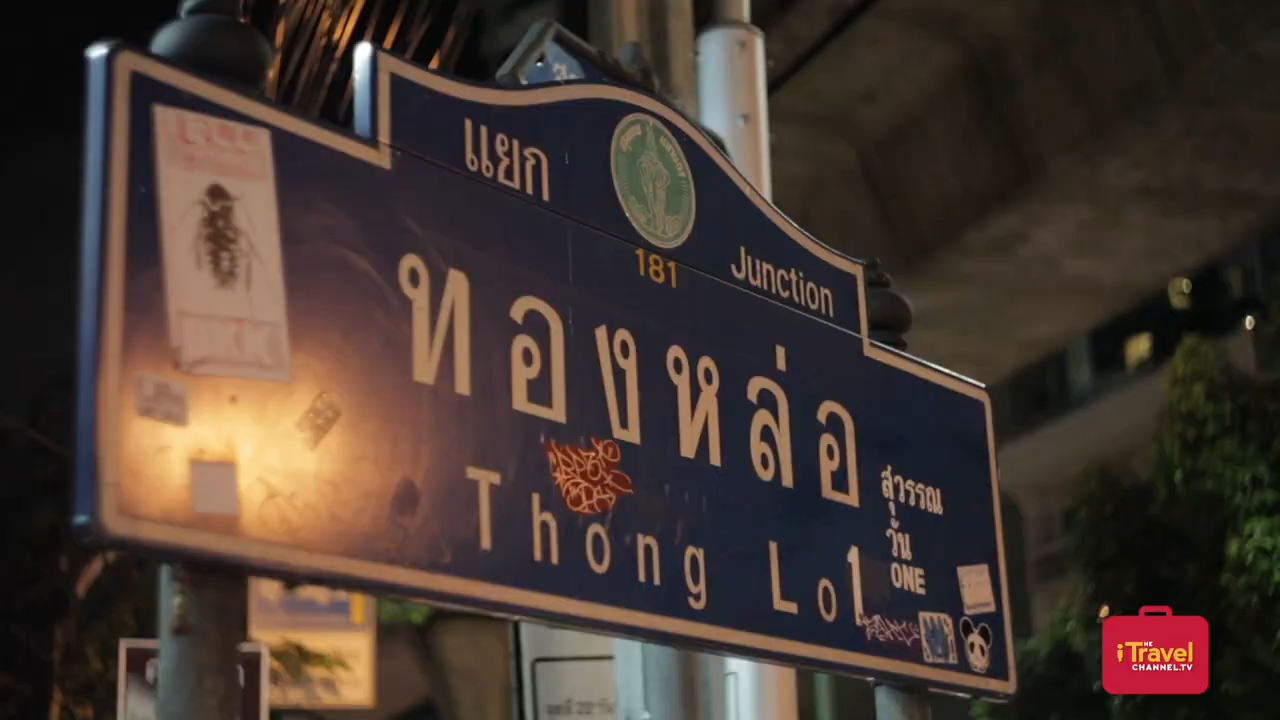 แยก
181
Junction
ทองหล่อ
Thong Lo
สุวรรณ
วัน
1
ONE
THE
iTravel
CHANNEL.TV